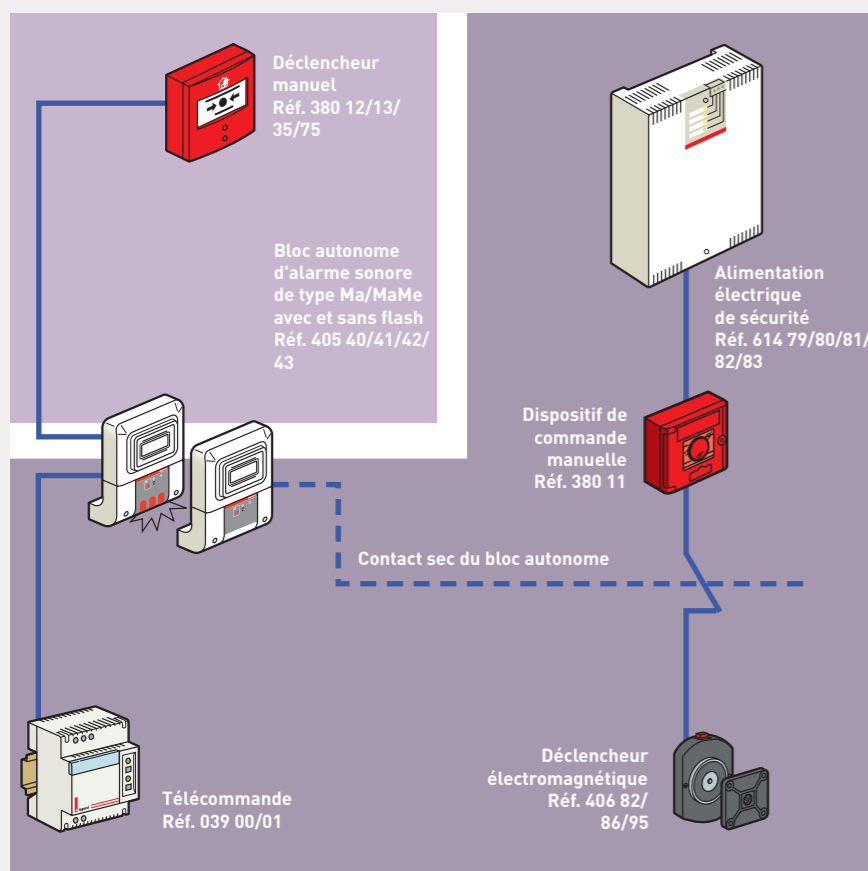 Déclencheur
manuel
Réf. 380 12/13/
35/75
Bloc autonome
d'alarme sonore
de type Ma/MaMe
avec et sans flash
Réf. 405 40/41/42/
43
Alimentation
électrique
de sécurité
Réf. 614 79/80/81/
82/83
Dispositif de
commande
manuelle
Réf. 380 11
Contact sec du bloc autonome
Télécommande
Réf. 039 00/01
Déclencheur
électromagnétique
Réf. 406 82/
86/95